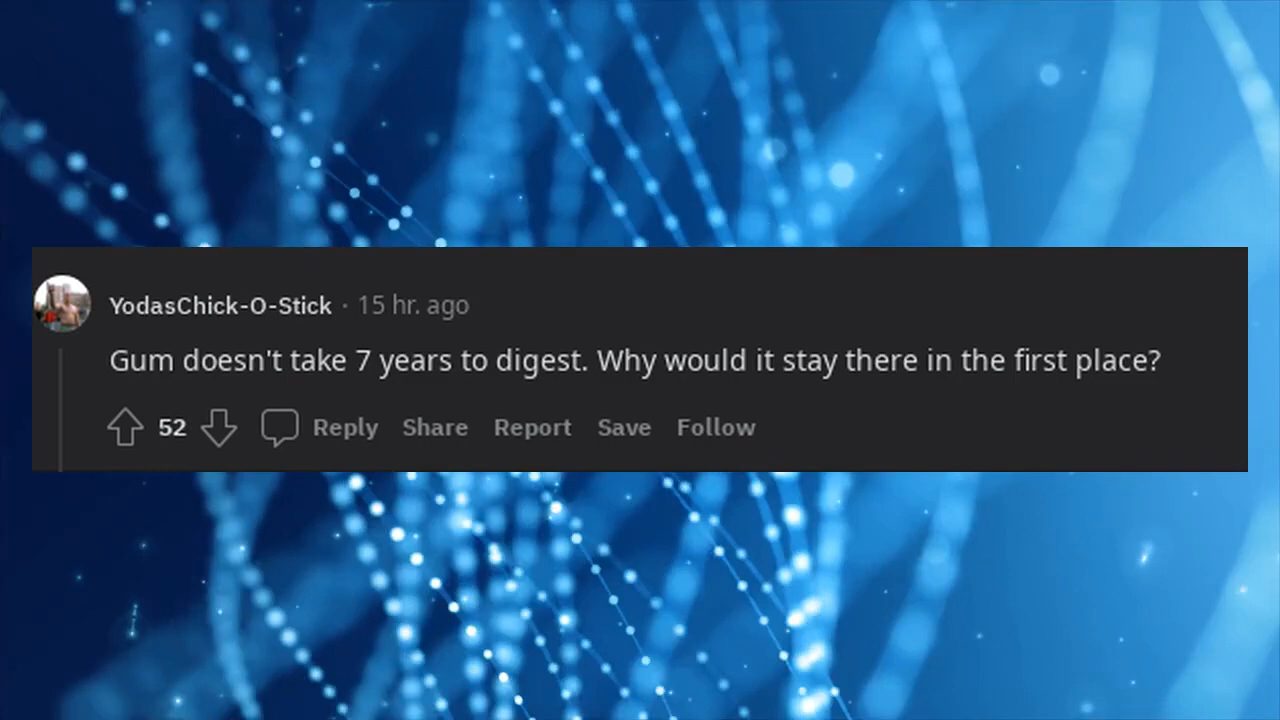 YodasChick-O-Stick · 15 hr. ago
Gum doesn't take 7 years to digest. Why would it stay there in the first place?
52 Reply Share Report Save Follow